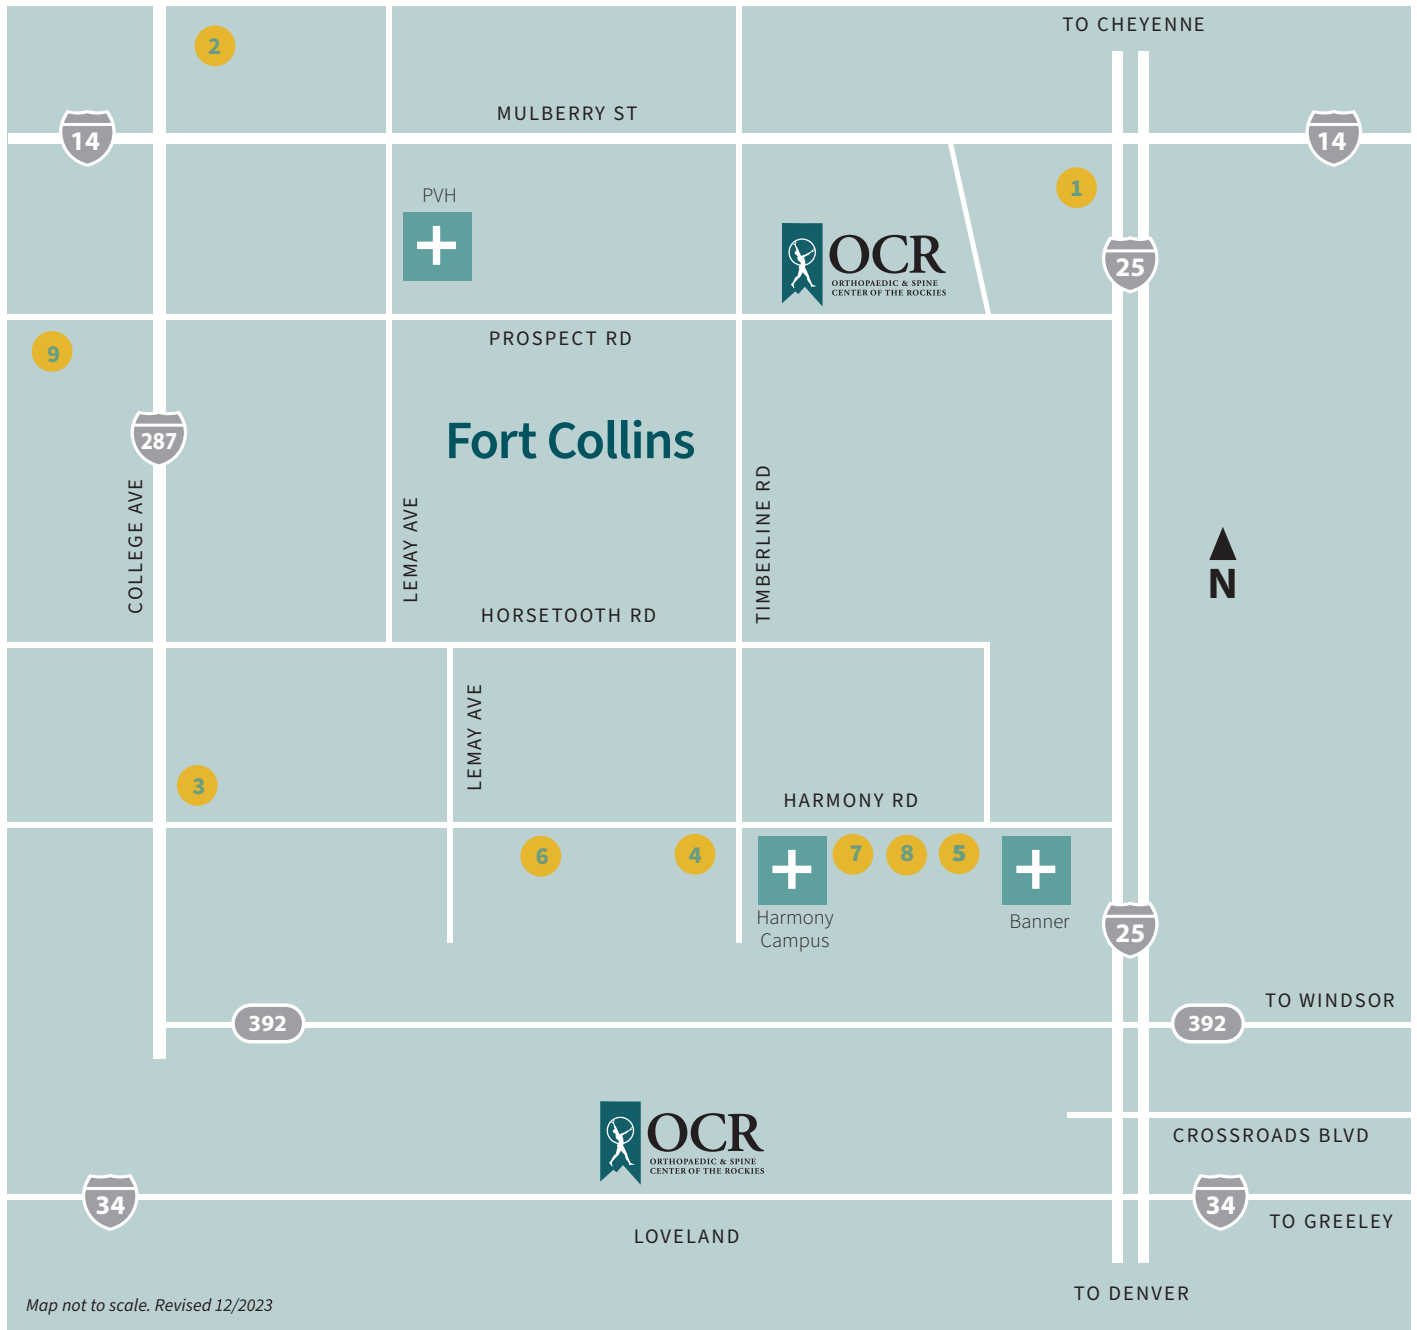 TO CHEYENNE
2
MULBERRY ST
14
14
1
PVH
OCR
ORTHOPAEDIC & SPINE
CENTER OF THE ROCKIES
25
PROSPECT RD
9
Fort Collins
287
COLLEGE AVE
LEMAY AVE
TIMBERLINE RD
N
HORSETOOTH RD
LEMAY AVE
3
HARMONY RD
6
4
7
8
5
Harmony
Campus
Banner
25
TO WINDSOR
392
392
OCR
ORTHOPAEDIC & SPINE
CENTER OF THE ROCKIES
CROSSROADS BLVD
34
34
TO GREELEY
LOVELAND
TO DENVER
Map not to scale. Revised 12/2023